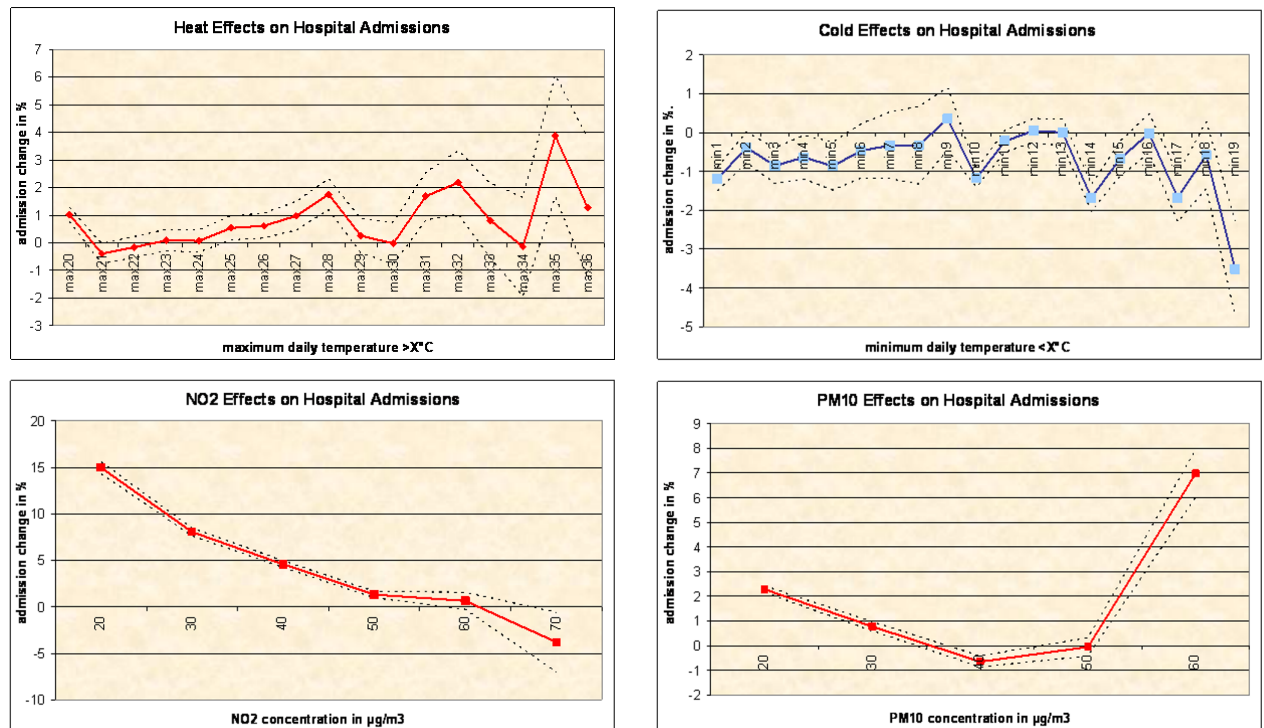 Heat Effects on Hospital Admissions
admission change in %
7
6
5
4
3
2
1
0
-1
-2
-3
max20
max21
max22
max23
max24
max25
max26
max27
max28
max29
max30
max31
max32
max33
max34
max35
max36
maximum daily temperature >X°C
Cold Effects on Hospital Admissions
admission change in %.
2
1
0
-1
-2
-3
-4
-5
min1
min2
min3
min4
min5
min6
min7
min8
min9
min10
min11
min12
min13
min14
min15
min16
min17
min18
min19
minimum daily temperature <X°C
NO2 Effects on Hospital Admissions
admission change in %
20
15
10
5
0
-5
-10
20
30
40
50
60
70
NO2 concentration in µg/m3
PM10 Effects on Hospital Admissions
admission change in %
9
8
7
6
5
4
3
2
1
0
-1
-2
20
30
40
50
60
PM10 concentration in µg/m3